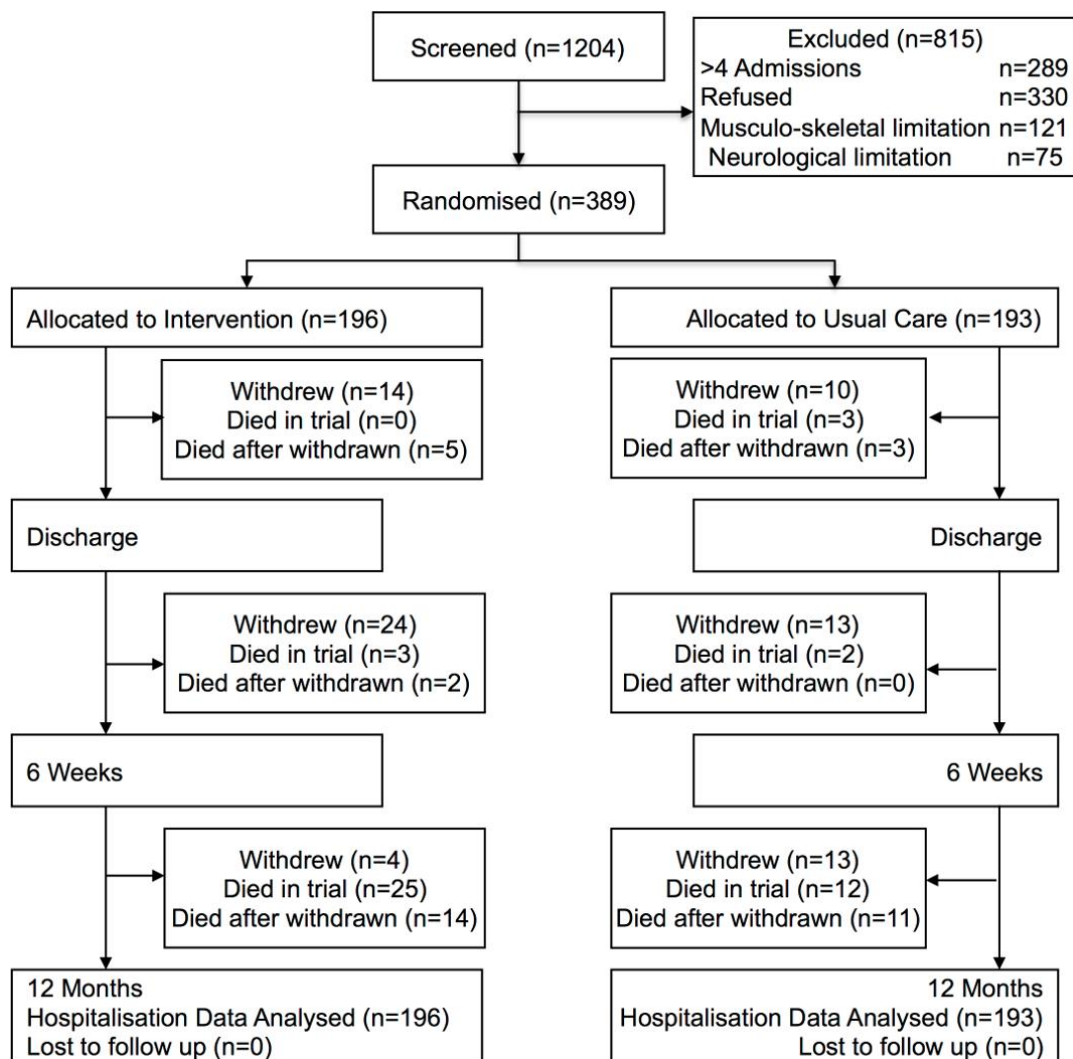 Screened (n=1204)
Excluded (n=815)
>4 Admissions n=289
Refused n=330
Musculo-skeletal limitation n=121
Neurological limitation n=75
Randomised (n=389)
Allocated to Intervention (n=196)
Allocated to Usual Care (n=193)
Withdrew (n=14)
Died in trial (n=0)
Died after withdrawn (n=5)
Withdrew (n=10)
Died in trial (n=3)
Died after withdrawn (n=3)
Discharge
Discharge
Withdrew (n=24)
Died in trial (n=3)
Died after withdrawn (n=2)
Withdrew (n=13)
Died in trial (n=2)
Died after withdrawn (n=0)
6 Weeks
6 Weeks
Withdrew (n=4)
Died in trial (n=25)
Died after withdrawn (n=14)
Withdrew (n=13)
Died in trial (n=12)
Died after withdrawn (n=11)
12 Months
Hospitalisation Data Analysed (n=196)
Lost to follow up (n=0)
12 Months
Hospitalisation Data Analysed (n=193)
Lost to follow up (n=0)